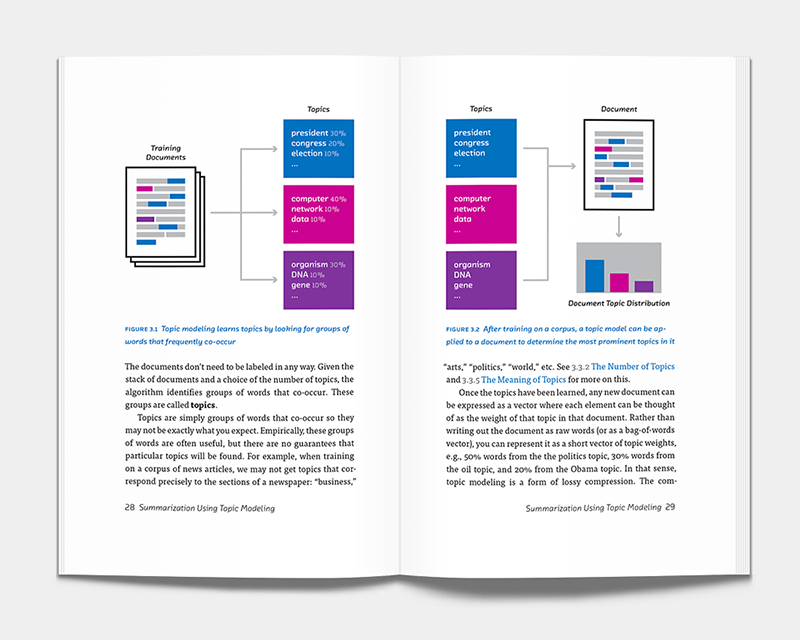 Topics
Training
Documents
president 30%
congress 20%
election 10%
...
computer 40%
network 10%
data 10%
...
organism 30%
DNA 10%
gene 10%
...
FIGURE 3.1 Topic modeling learns topics by looking for groups of
words that frequently co-occur
The documents don't need to be labeled in any way. Given the
stack of documents and a choice of the number of topics, the
algorithm identifies groups of words that co-occur. These
groups are called topics.
Topics are simply groups of words that co-occur so they
may not be exactly what you expect. Empirically, these groups
of words are often useful, but there are no guarantees that
particular topics will be found. For example, when training
on a corpus of news articles, we may not get topics that cor-
respond precisely to the sections of a newspaper: “business,”
28 Summarization Using Topic Modeling
Topics
Document
president
congress
election
...
computer
network
data
...
organism
DNA
gene
...
Document Topic Distribution
FIGURE 3.2 After training on a corpus, a topic model can be ap-
plied to a document to determine the most prominent topics in it
“arts,” “politics,” “world,” etc. See 3.3.2 The Number of Topics
and 3.3.5 The Meaning of Topics for more on this.
Once the topics have been learned, any new document can
be expressed as a vector where each element can be thought
of as the weight of that topic in that document. Rather than
writing out the document as raw words (or as a bag-of-words
vector), you can represent it as a short vector of topic weights,
e.g., 50% words from the the politics topic, 30% words from
the oil topic, and 20% from the Obama topic. In that sense,
topic modeling is a form of lossy compression. The com-
Summarization Using Topic Modeling 29